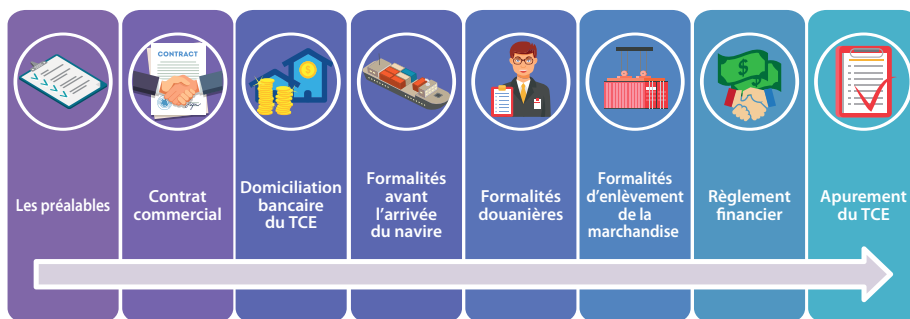 CONTRACT
Les préalables
Contrat
commercial
Domiciliation
bancaire
du TCE
Formalités
avant
l'arrivée
du navire
Formalités
douanières
Formalités
d'enlèvement
de la
marchandise
Règlement
financier
Apurement
du TCE